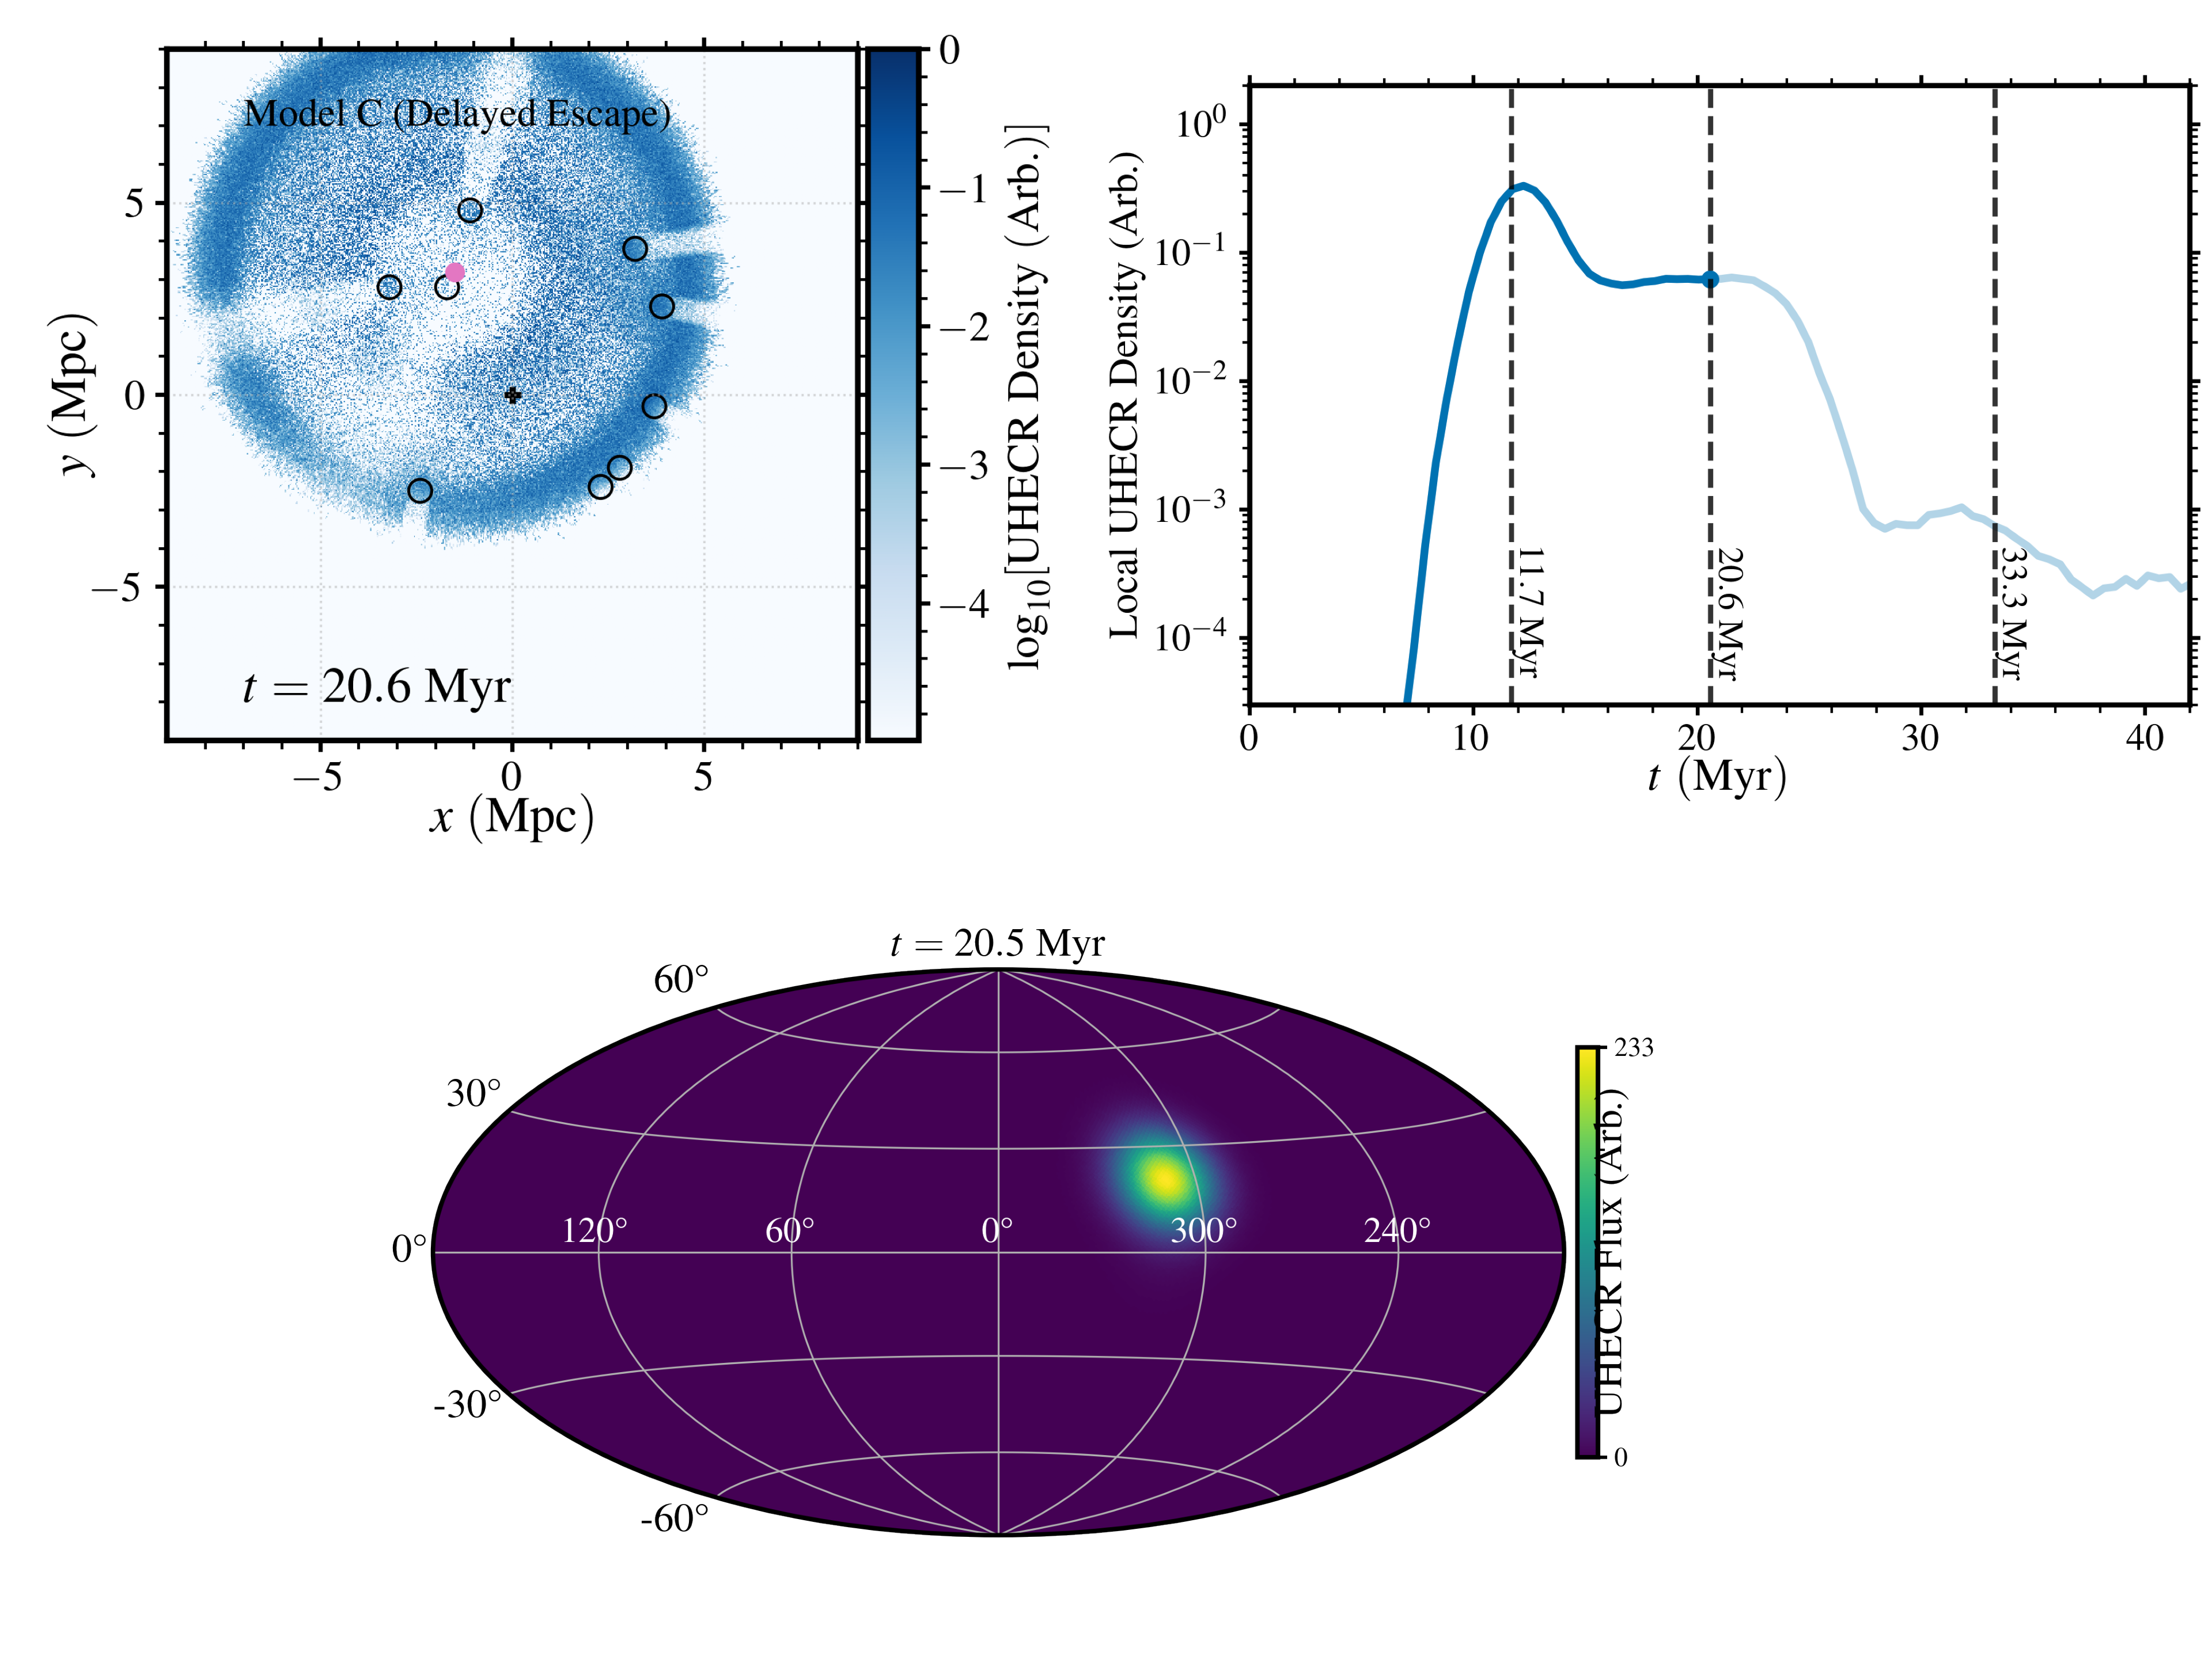 Model C (Delayed Escape)
5
0
−5
y (Mpc)
t = 20.6 Myr
−5
0
5
x (Mpc)
0
−1
−2
−3
−4
log10[UHECR Density (Arb.)]
Local UHECR Density (Arb.)
10^0
10^−1
10^−2
10^−3
10^−4
11.7 Myr
20.6 Myr
33.3 Myr
0
10
20
30
40
t (Myr)
t = 20.5 Myr
60°
30°
0°
-30°
-60°
120°
60°
0°
300°
240°
233
0
UHECR Flux (Arb.)